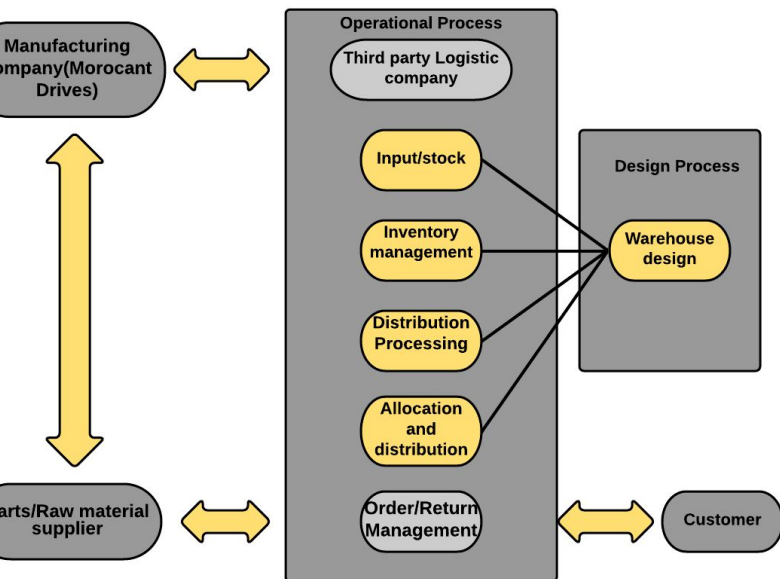 Operational Process
Manufacturing
ompany(Morocant
Drives)
Third party Logistic
company
Input/stock
Design Process
Inventory
management
Warehouse
design
Distribution
Processing
Allocation
and
distribution
arts/Raw material
supplier
Order/Return
Management
Customer